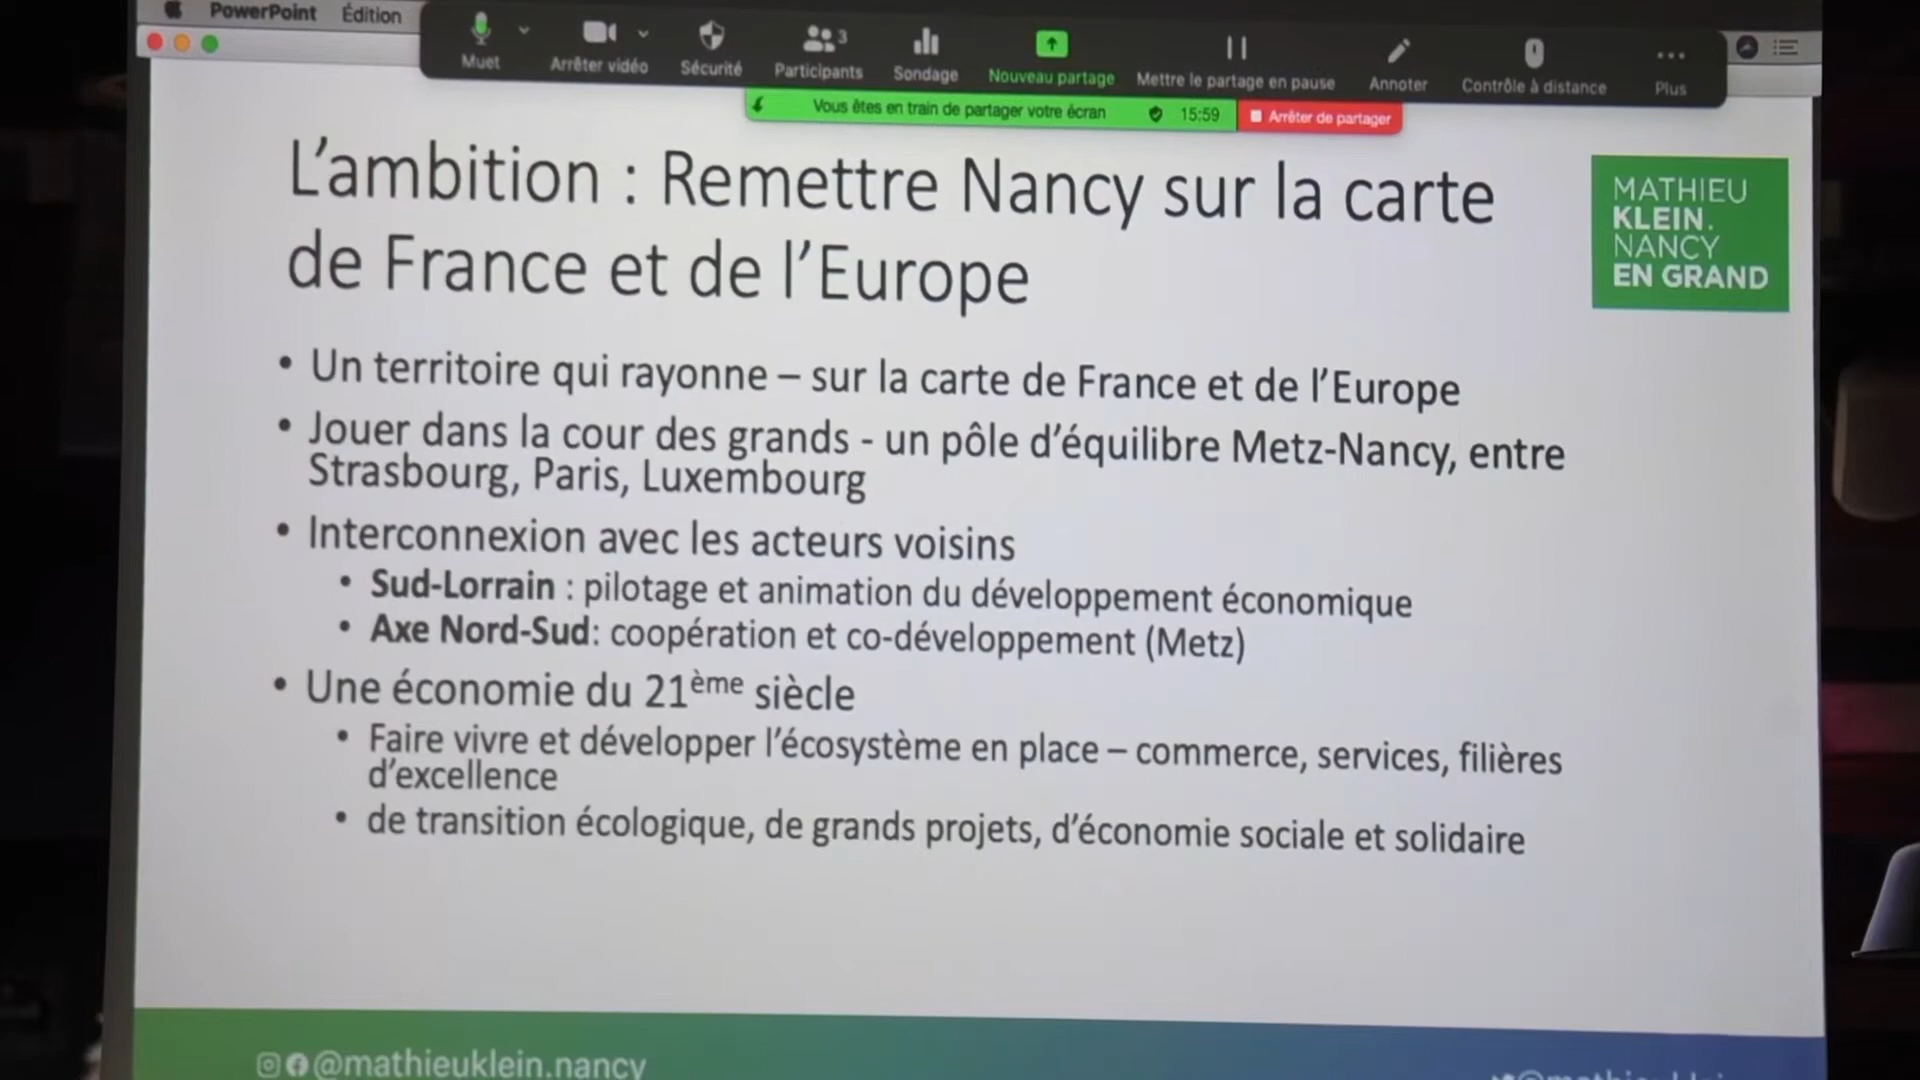 PowerPoint Édition
Muet
Arrêter vidéo
Sécurité
3
Participants
Sondage
Nouveau partage
Mettre le partage en pause
Annoter
Contrôle à distance
Plus
Vous êtes en train de partager votre écran
15:59
Arrêter de partager
L'ambition : Remettre Nancy sur la carte
de France et de l'Europe
MATHIEU
KLEIN.
NANCY
EN GRAND
• Un territoire qui rayonne – sur la carte de France et de l'Europe
• Jouer dans la cour des grands - un pôle d'équilibre Metz-Nancy, entre
Strasbourg, Paris, Luxembourg
• Interconnexion avec les acteurs voisins
• Sud-Lorrain : pilotage et animation du développement économique
• Axe Nord-Sud: coopération et co-développement (Metz)
• Une économie du 21ème siècle
• Faire vivre et développer l'écosystème en place – commerce, services, filières
d'excellence
• de transition écologique, de grands projets, d'économie sociale et solidaire
@mathieuklein.nancy